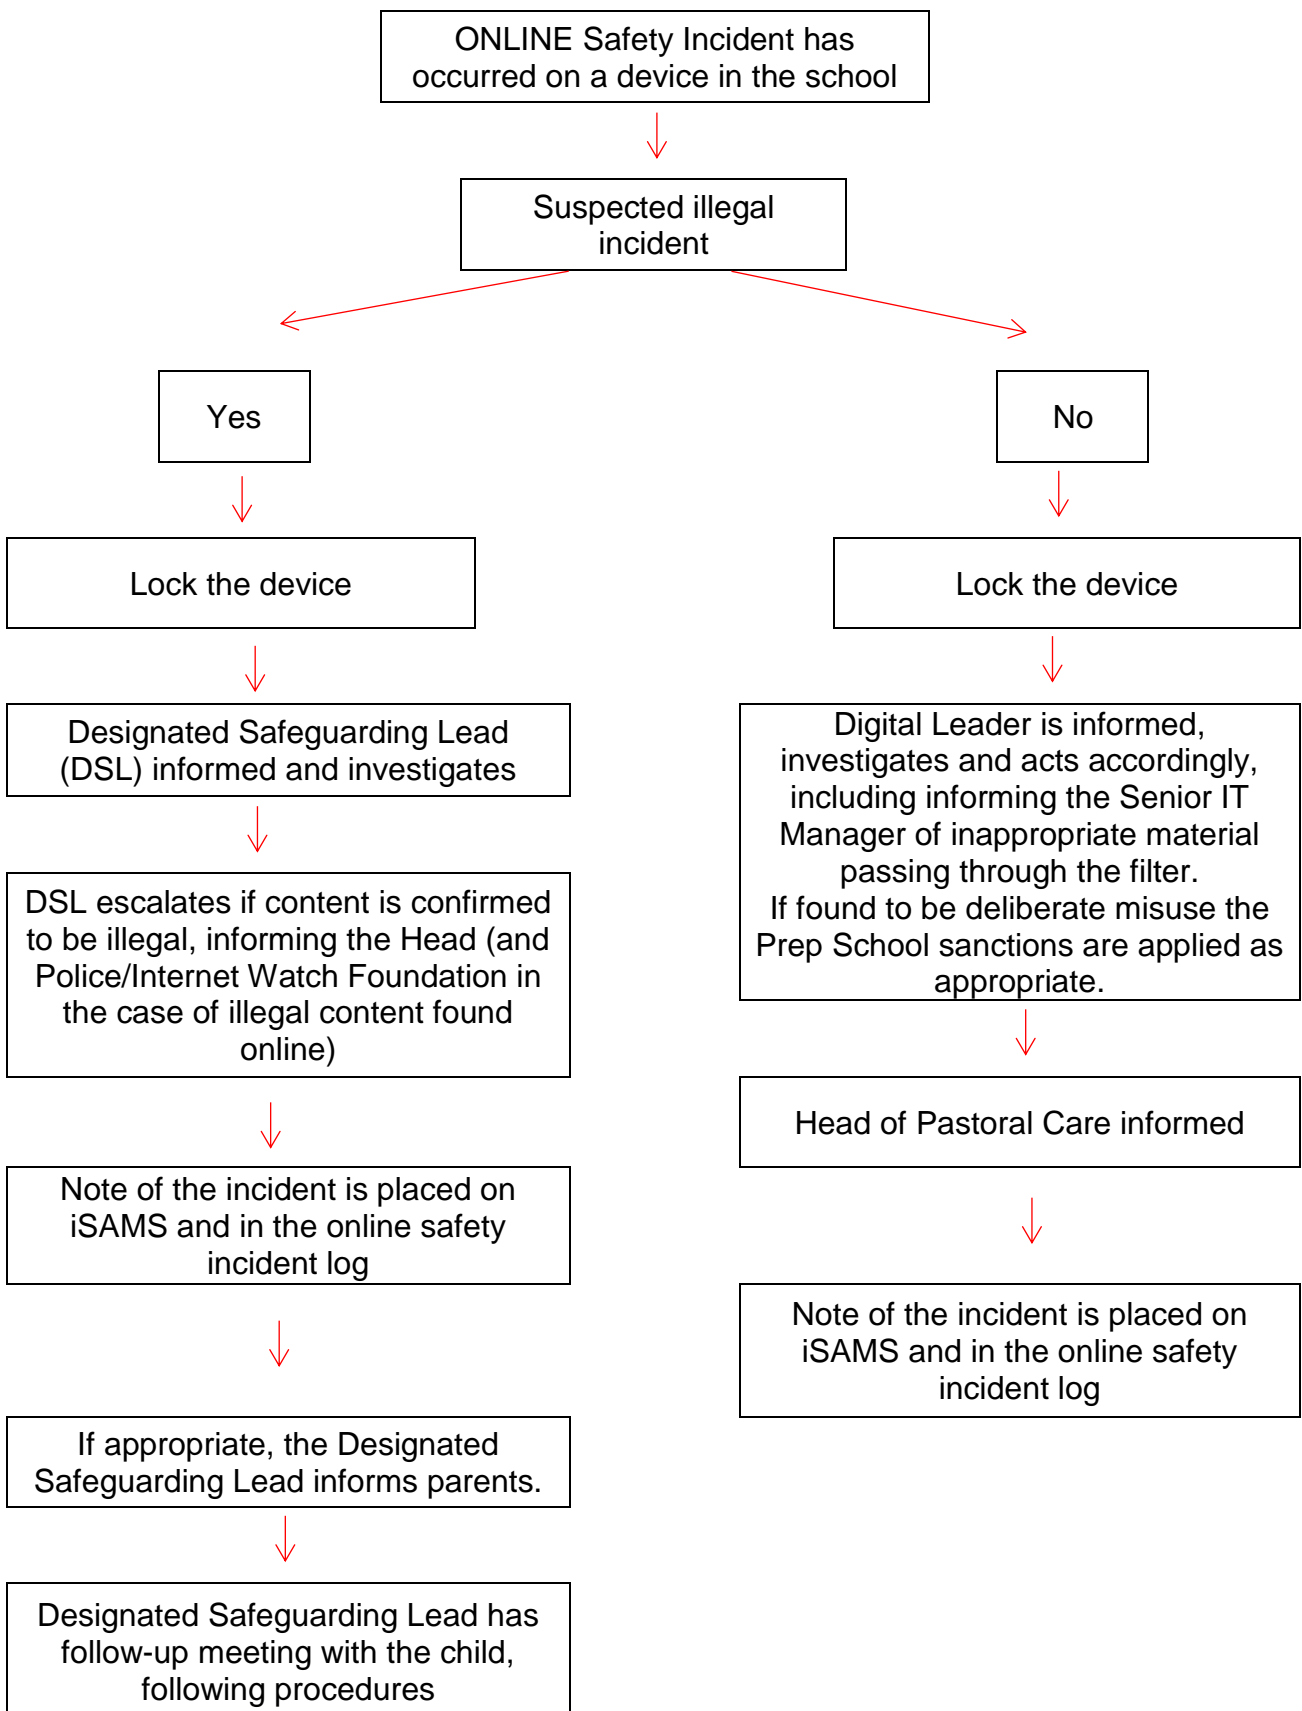 ONLINE Safety Incident has
occurred on a device in the school
Suspected illegal
incident
Yes
No
Lock the device
Lock the device
Designated Safeguarding Lead
(DSL) informed and investigates
DSL escalates if content is confirmed
to be illegal, informing the Head (and
Police/Internet Watch Foundation in
the case of illegal content found
online)
Note of the incident is placed on
iSAMS and in the online safety
incident log
If appropriate, the Designated
Safeguarding Lead informs parents.
Designated Safeguarding Lead has
follow-up meeting with the child,
following procedures
Digital Leader is informed,
investigates and acts accordingly,
including informing the Senior IT
Manager of inappropriate material
passing through the filter.
If found to be deliberate misuse the
Prep School sanctions are applied as
appropriate.
Head of Pastoral Care informed
Note of the incident is placed on
iSAMS and in the online safety
incident log